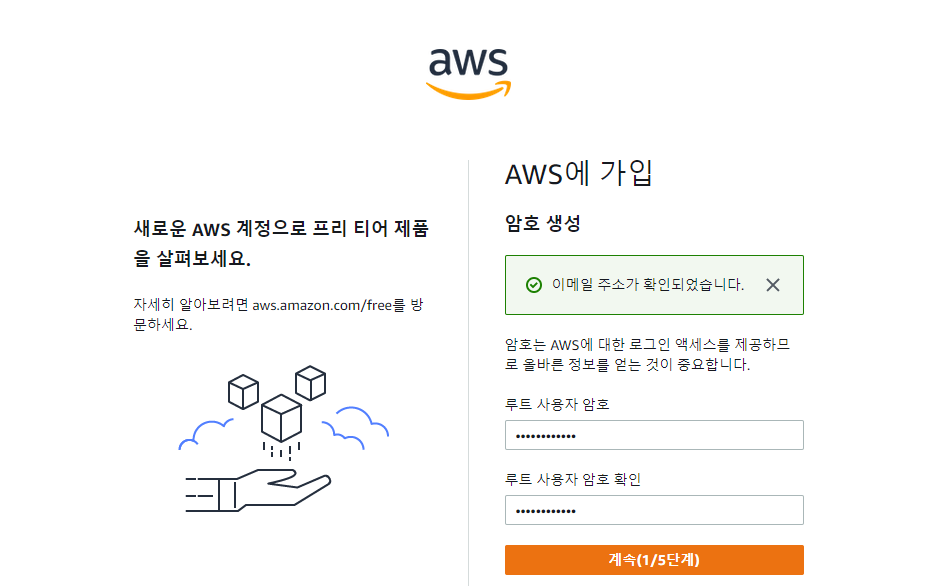 aws
AWS에 가입
암호 생성
이메일 주소가 확인되었습니다.
암호는 AWS에 대한 로그인 액세스를 제공하므
로 올바른 정보를 얻는 것이 중요합니다.
루트 사용자 암호
••••••••••••
루트 사용자 암호 확인
••••••••••••
계속(1/5단계)
새로운 AWS 계정으로 프리 티어 제품
을 살펴보세요.
자세히 알아보려면 aws.amazon.com/free를 방
문하세요.